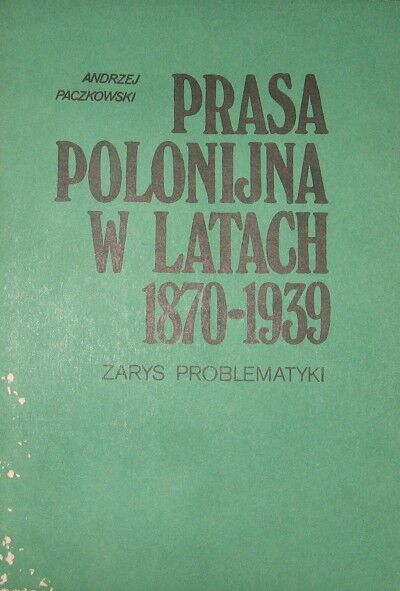 ANDRZEJ
PACZKOWSKI
PRASA
POLONIJNA
W LATACH
1870-1939
ZARYS PROBLEMATYKI